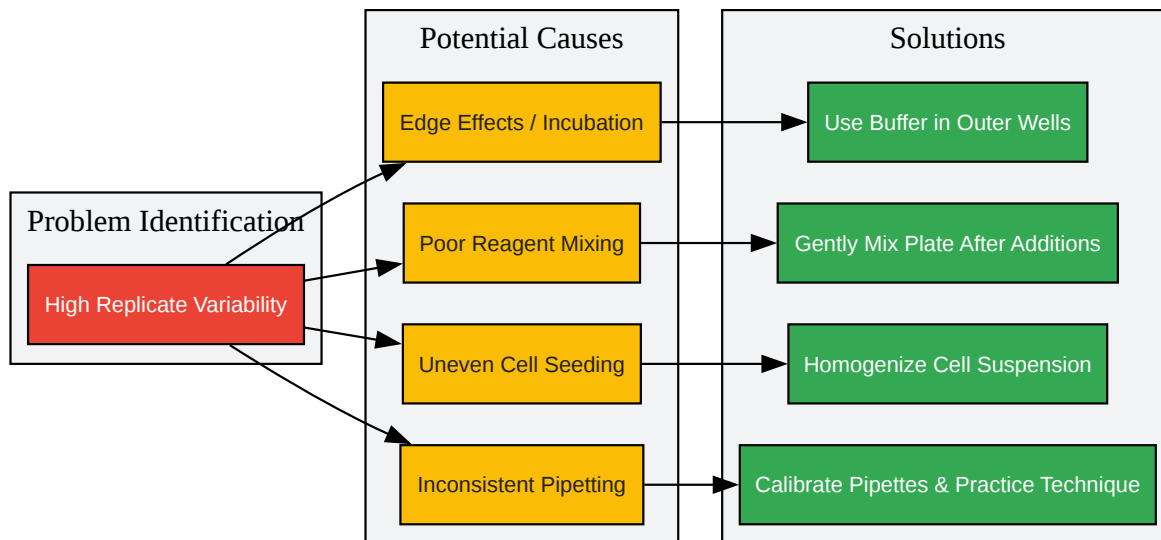 Problem Identification
High Replicate Variability
Potential Causes
Edge Effects / Incubation
Poor Reagent Mixing
Uneven Cell Seeding
Inconsistent Pipetting
Solutions
Use Buffer in Outer Wells
Gently Mix Plate After Additions
Homogenize Cell Suspension
Calibrate Pipettes & Practice Technique